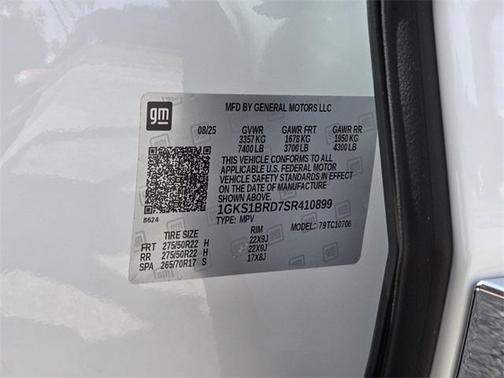 gm
MFD BY GENERAL MOTORS LLC
08/25 GVWR GAWR FRT GAWR RR
3357 KG 1678 KG 1950 KG
7400 LB 3700 LB 4300 LB
THIS VEHICLE CONFORMS TO ALL
APPLICABLE U.S. FEDERAL MOTOR
VEHICLE SAFETY STANDARDS IN
EFFECT ON THE DATE OF
MANUFACTURE SHOWN ABOVE.
1GKS1BRD7SR410899
TYPE: MPV MODEL: 79TC10706
8624
TIRE SIZE RIM
FRT 275/50R22 H 22X9J
RR 275/50R22 H 22X9J
SPA 265/70R17 S 17X8J